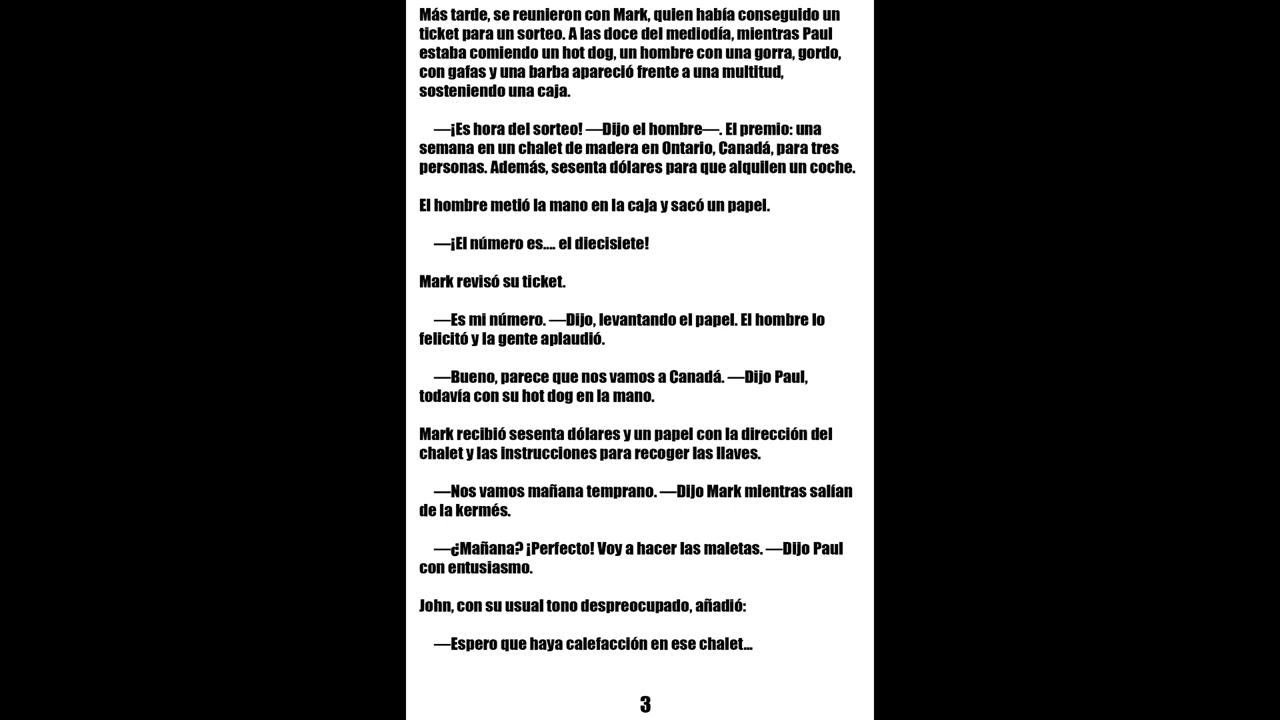 Más tarde, se reunieron con Mark, quien había conseguido un
ticket para un sorteo. A las doce del mediodía, mientras Paul
estaba comiendo un hot dog, un hombre con una gorra, gordo,
con gafas y una barba apareció frente a una multitud,
sosteniendo una caja.
—¡Es hora del sorteo! —Dijo el hombre—. El premio: una
semana en un chalet de madera en Ontario, Canadá, para tres
personas. Además, sesenta dólares para que alquilen un coche.
El hombre metió la mano en la caja y sacó un papel.
—¡El número es.... el diecisiete!
Mark revisó su ticket.
—Es mi número. —Dijo, levantando el papel. El hombre lo
felicitó y la gente aplaudió.
—Bueno, parece que nos vamos a Canadá. —Dijo Paul,
todavía con su hot dog en la mano.
Mark recibió sesenta dólares y un papel con la dirección del
chalet y las instrucciones para recoger las llaves.
—Nos vamos mañana temprano. —Dijo Mark mientras salían
de la kermés.
—¿Mañana? ¡Perfecto! Voy a hacer las maletas. —Dijo Paul
con entusiasmo.
John, con su usual tono despreocupado, añadió:
—Espero que haya calefacción en ese chalet...
3